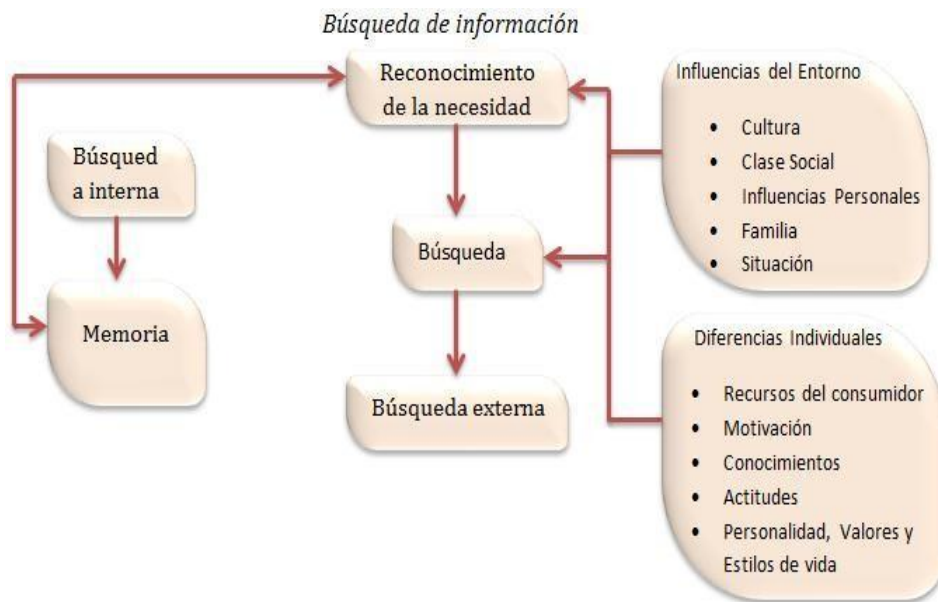 Búsqueda de información
Reconocimiento
de la necesidad
Búsqued
a interna
Memoria
Búsqueda
Búsqueda externa
Influencias del Entorno
• Cultura
• Clase Social
• Influencias Personales
• Familia
• Situación
Diferencias Individuales
• Recursos del consumidor
• Motivación
• Conocimientos
• Actitudes
• Personalidad, Valores y
Estilos de vida